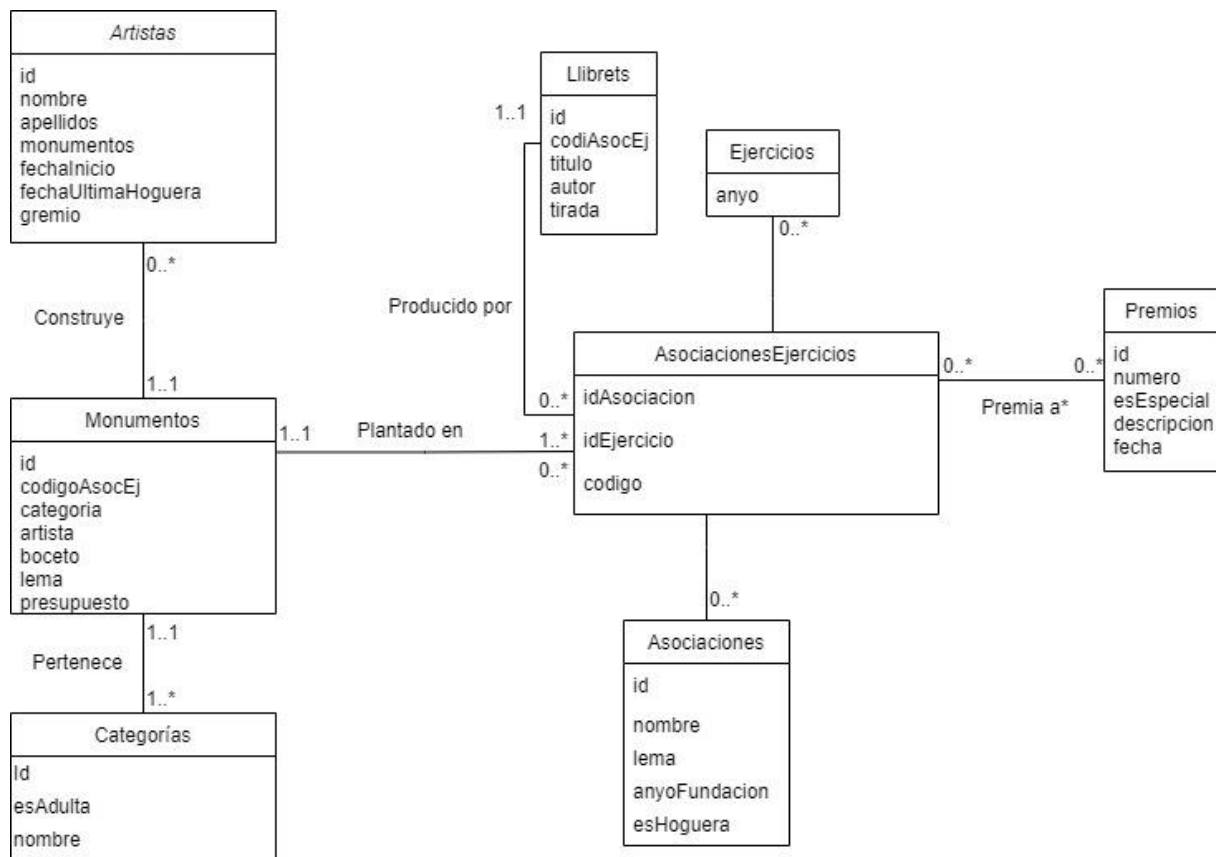 Artistas
id
nombre
apellidos
monumentos
fechaInicio
fechaUltimaHoguera
gremio
0..*
Construye
1..1
Monumentos
id
codigoAsocEj
categoria
artista
boceto
lema
presupuesto
1..1
Pertenece
1..*
Categorías
Id
esAdulta
nombre
1..1
Plantado en
1..*
0..*
Llibrets
id
codiAsocEj
titulo
autor
tirada
1..1
Producido por
0..*
Ejercicios
anyo
0..*
AsociacionesEjercicios
idAsociacion
idEjercicio
codigo
0..*
0..*
Premia a*
Premios
id
numero
esEspecial
descripcion
fecha
0..*
Asociaciones
id
nombre
lema
anyoFundacion
esHoguera